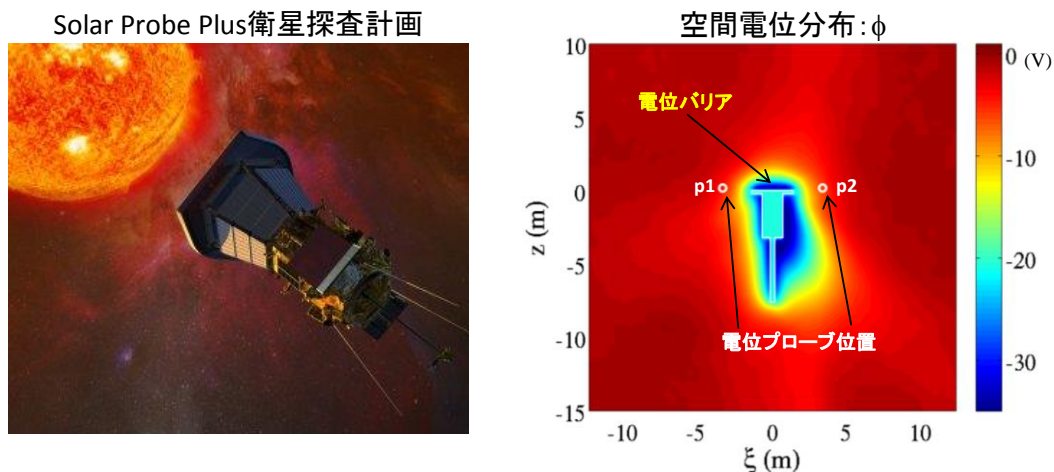 Solar Probe Plus衛星探査計画
空間電位分布:φ
電位バリア
p1
p2
電位プローブ位置
10
5
0
-5
-10
-15
z (m)
-10
-5
0
5
10
ξ (m)
0 (V)
-10
-20
-30